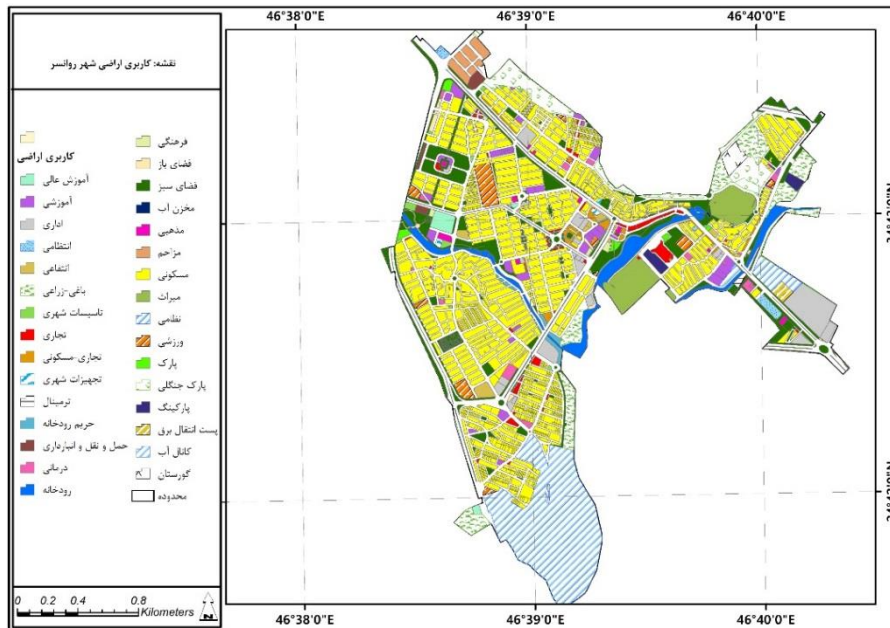 46°38'0"E 46°39'0"E 46°40'0"E
نقشه: کاربری اراضی شهر روانسر
کاربری اراضی
آموزش عالی
آموزشی
اداری
انتظامی
انتفاعی
باغی-زراعی
تاسیسات شهری
تجاری
تجاری-مسکونی
تجهیزات شهری
ترمینال
حریم رودخانه
حمل و نقل و انبارداری
درمانی
رودخانه
فرهنگی
فضای باز
فضای سبز
مخزن آب
مذهبی
مزاحم
مسکونی
میراث
نظامی
ورزشی
پارک
پارک جنگلی
پارکینگ
پست انتقال برق
کانال آب
گورستان
محدوده
0 0.2 0.4 0.8
Kilometers
N
46°38'0"E 46°39'0"E 46°40'0"E